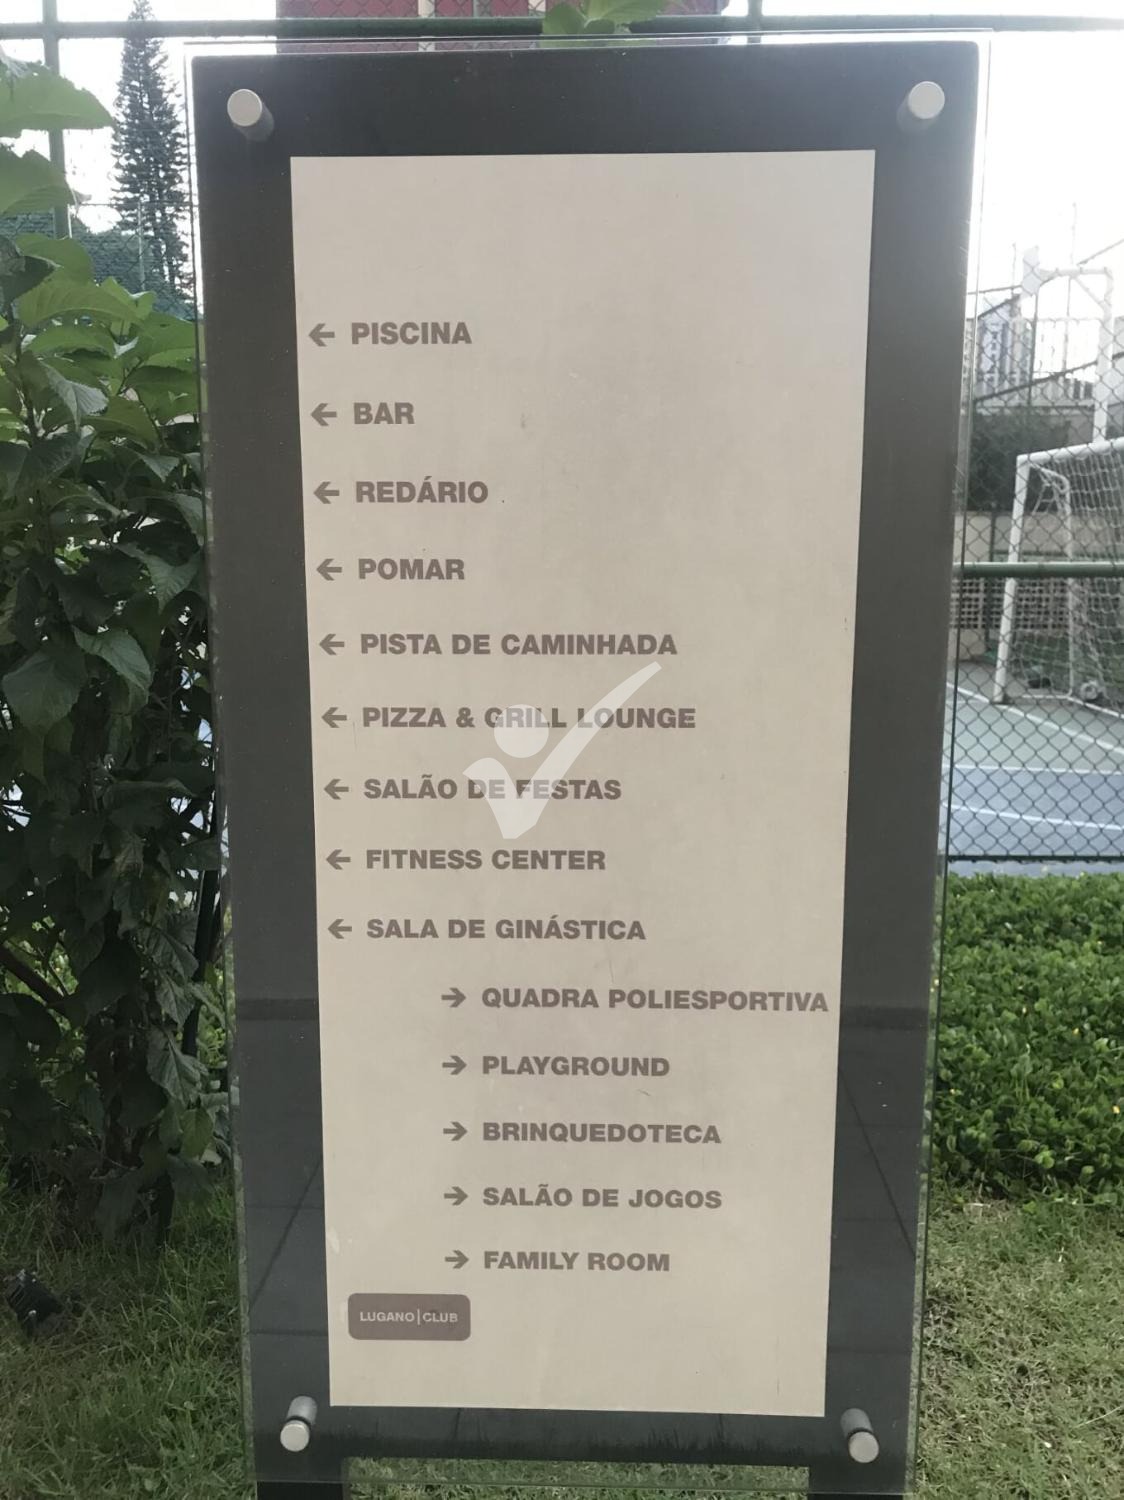 ← PISCINA
← BAR
← REDÁRIO
← POMAR
← PISTA DE CAMINHADA
← PIZZA & GRILL LOUNGE
← SALÃO DE FESTAS
← FITNESS CENTER
← SALA DE GINÁSTICA
→ QUADRA POLIESPORTIVA
→ PLAYGROUND
→ BRINQUEDOTECA
→ SALÃO DE JOGOS
→ FAMILY ROOM
LUGANO|CLUB